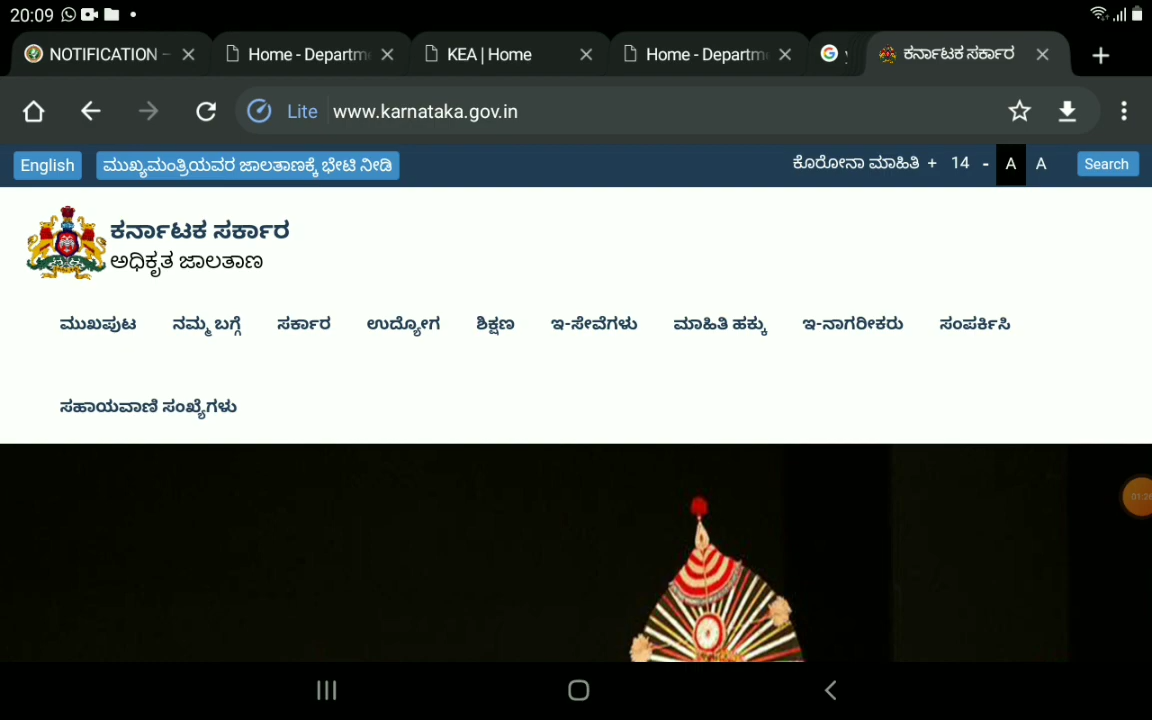 20:09
NOTIFICATION -
Home - Departm
KEA | Home
Home - Departm
ಕರ್ನಾಟಕ ಸರ್ಕಾರ
Lite www.karnataka.gov.in
English ಮುಖ್ಯಮಂತ್ರಿಯವರ ಜಾಲತಾಣಕ್ಕೆ ಭೇಟಿ ನೀಡಿ ಕೊರೋನಾ ಮಾಹಿತಿ + 14 - A A Search
ಕರ್ನಾಟಕ ಸರ್ಕಾರ
ಅಧಿಕೃತ ಜಾಲತಾಣ
ಮುಖಪುಟ ನಮ್ಮ ಬಗ್ಗೆ ಸರ್ಕಾರ ಉದ್ಯೋಗ ಶಿಕ್ಷಣ ಇ-ಸೇವೆಗಳು ಮಾಹಿತಿ ಹಕ್ಕು ಇ-ನಾಗರೀಕರು ಸಂಪರ್ಕಿಸಿ
ಸಹಾಯವಾಣಿ ಸಂಖ್ಯೆಗಳು